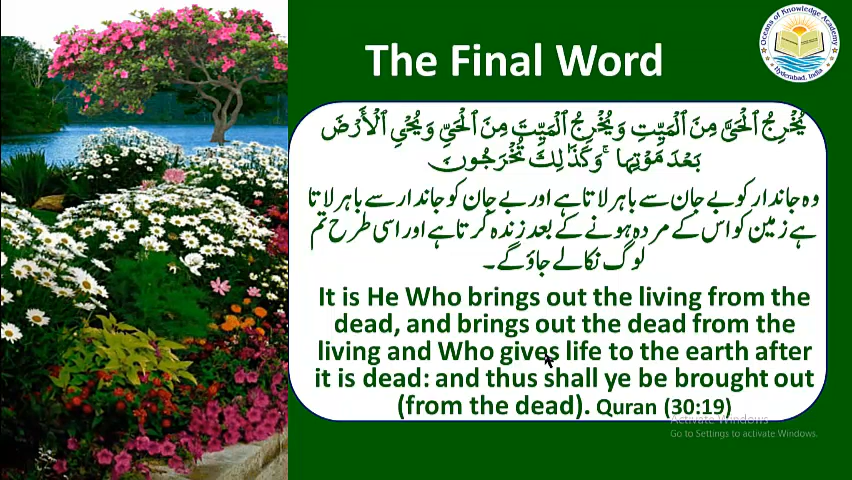 The Final Word
Oceans of Knowledge Academy
Hyderabad, India
يُخْرِجُ ٱلْحَىَّ مِنَ ٱلْمَيِّتِ وَيُخْرِجُ ٱلْمَيِّتَ مِنَ ٱلْحَىِّ وَيُحْىِ ٱلْأَرْضَ
بَعْدَ مَوْتِهَا ۚ وَكَذَٰلِكَ تُخْرَجُونَ
وہ جاندار کو بے جان سے باہر لاتا ہے اور بے جان کو جاندار سے باہر لاتا
ہے زمین کو اس کے مردہ ہونے کے بعد زندہ کرتا ہے اور اسی طرح تم
لوگ نکالے جاؤ گے۔
It is He Who brings out the living from the
dead, and brings out the dead from the
living and Who gives life to the earth after
it is dead: and thus shall ye be brought out
(from the dead). Quran (30:19)
Activate Windows
Go to Settings to activate Windows.